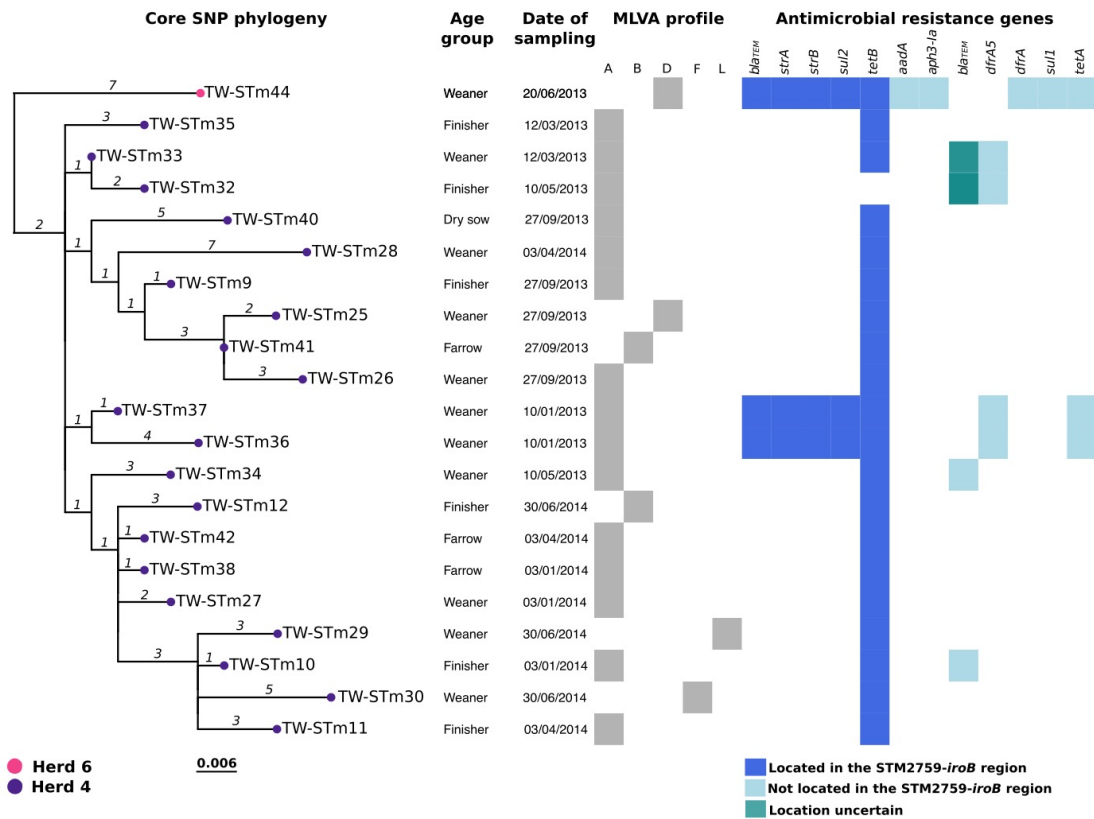 Core SNP phylogeny Age group Date of sampling MLVA profile Antimicrobial resistance genes
A B D F L blaTEM strA strB sul2 tetB aadA aph3-Ia blaTEM dfrA5 dfrA sul1 tetA
7 TW-STm44 Weaner 20/06/2013
3 TW-STm35 Finisher 12/03/2013
TW-STm33 Weaner 12/03/2013
1
2 TW-STm32 Finisher 10/05/2013
5 TW-STm40 Dry sow 27/09/2013
2
1
7 TW-STm28 Weaner 03/04/2014
1
1 TW-STm9 Finisher 27/09/2013
1
2 TW-STm25 Weaner 27/09/2013
3
TW-STm41 Farrow 27/09/2013
3 TW-STm26 Weaner 27/09/2013
1 TW-STm37 Weaner 10/01/2013
1
4 TW-STm36 Weaner 10/01/2013
3 TW-STm34 Weaner 10/05/2013
1
3 TW-STm12 Finisher 30/06/2014
1
1 TW-STm42 Farrow 03/04/2014
1 TW-STm38 Farrow 03/01/2014
2 TW-STm27 Weaner 03/01/2014
3 TW-STm29 Weaner 30/06/2014
3
1 TW-STm10 Finisher 03/01/2014
5 TW-STm30 Weaner 30/06/2014
3 TW-STm11 Finisher 03/04/2014
Herd 6
Herd 4
0.006
Located in the STM2759-iroB region
Not located in the STM2759-iroB region
Location uncertain